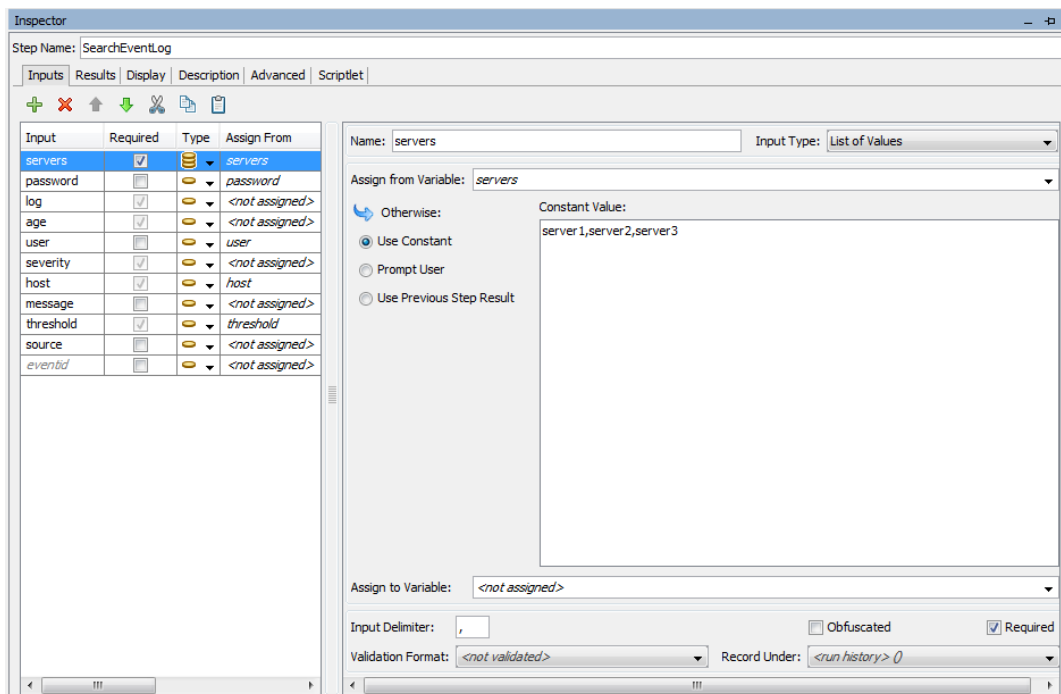 Inspector
Step Name: SearchEventLog
Inputs Results Display Description Advanced Scriptlet
Input Required Type Assign From
servers servers
password password
log <not assigned>
age <not assigned>
user user
severity <not assigned>
host host
message <not assigned>
threshold threshold
source <not assigned>
eventid <not assigned>
Name: servers Input Type: List of Values
Assign from Variable: servers
Otherwise: Constant Value:
server1,server2,server3
Use Constant
Prompt User
Use Previous Step Result
Assign to Variable: <not assigned>
Input Delimiter: , Obfuscated Required
Validation Format: <not validated> Record Under: <run history> ()